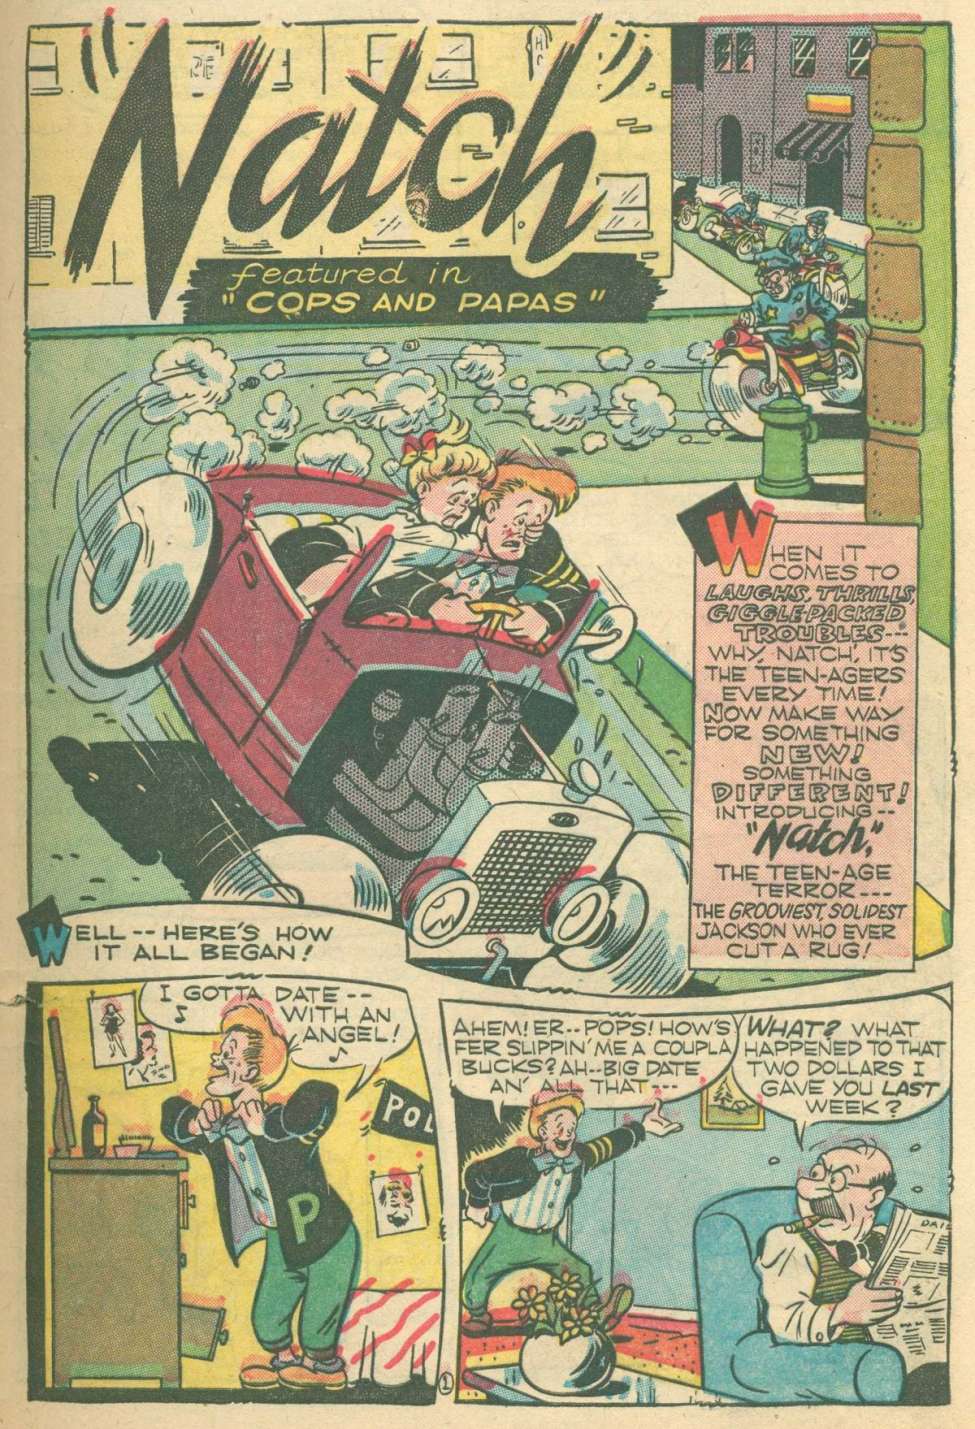 "Natch"
featured in
"COPS AND PAPAS"
WHEN IT
COMES TO
LAUGHS, THRILLS,
GIGGLE-PACKED
TROUBLES---
WHY, NATCH', IT'S
THE TEEN-AGERS
EVERY TIME!
NOW MAKE WAY
FOR SOMETHING
NEW!
SOMETHING
DIFFERENT!
INTRODUCING--
"Natch",
THE TEEN-AGE
TERROR---
THE GROOVIEST, SOLIDEST
JACKSON WHO EVER
CUT A RUG!
WELL -- HERE'S HOW
IT ALL BEGAN!
I GOTTA DATE--
WITH AN
ANGEL!
POL
P
AHEM! ER--POPS! HOW'S
FER SLIPPIN' ME A COUPLA
BUCKS? AH--BIG DATE
AN' ALL THAT---
WHAT? WHAT
HAPPENED TO THAT
TWO DOLLARS I
GAVE YOU LAST
WEEK?
DAIL
1